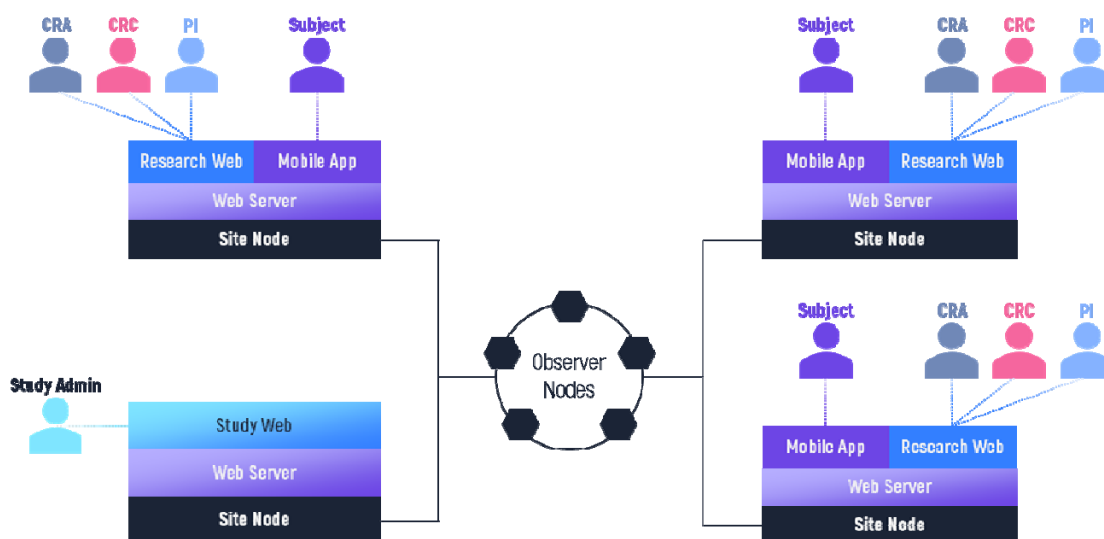 CRA CRC PI Subject
Research Web Mobile App
Web Server
Site Node
Subject CRA CRC PI
Mobile App Research Web
Web Server
Site Node
Observer
Nodes
Study Admin
Study Web
Web Server
Site Node
Subject CRA CRC PI
Mobile App Research Web
Web Server
Site Node